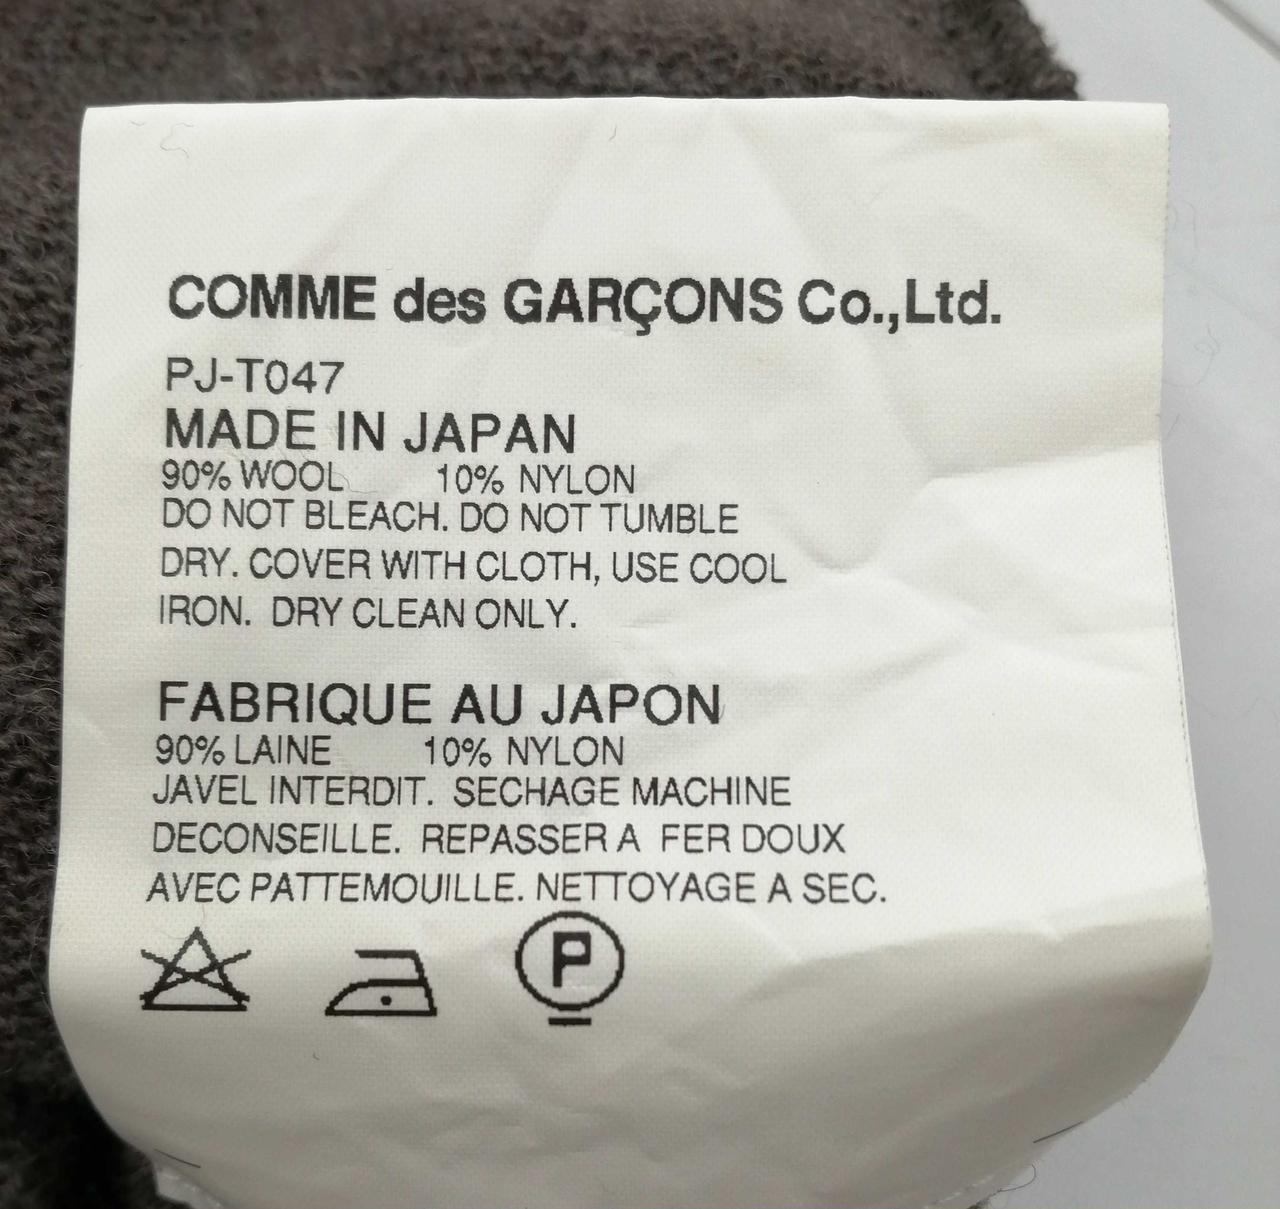 COMME des GARÇONS Co.,Ltd.
PJ-T047
MADE IN JAPAN
90% WOOL 10% NYLON
DO NOT BLEACH. DO NOT TUMBLE
DRY. COVER WITH CLOTH, USE COOL
IRON. DRY CLEAN ONLY.
FABRIQUE AU JAPON
90% LAINE 10% NYLON
JAVEL INTERDIT. SECHAGE MACHINE
DECONSEILLE. REPASSER A FER DOUX
AVEC PATTEMOUILLE. NETTOYAGE A SEC.
P